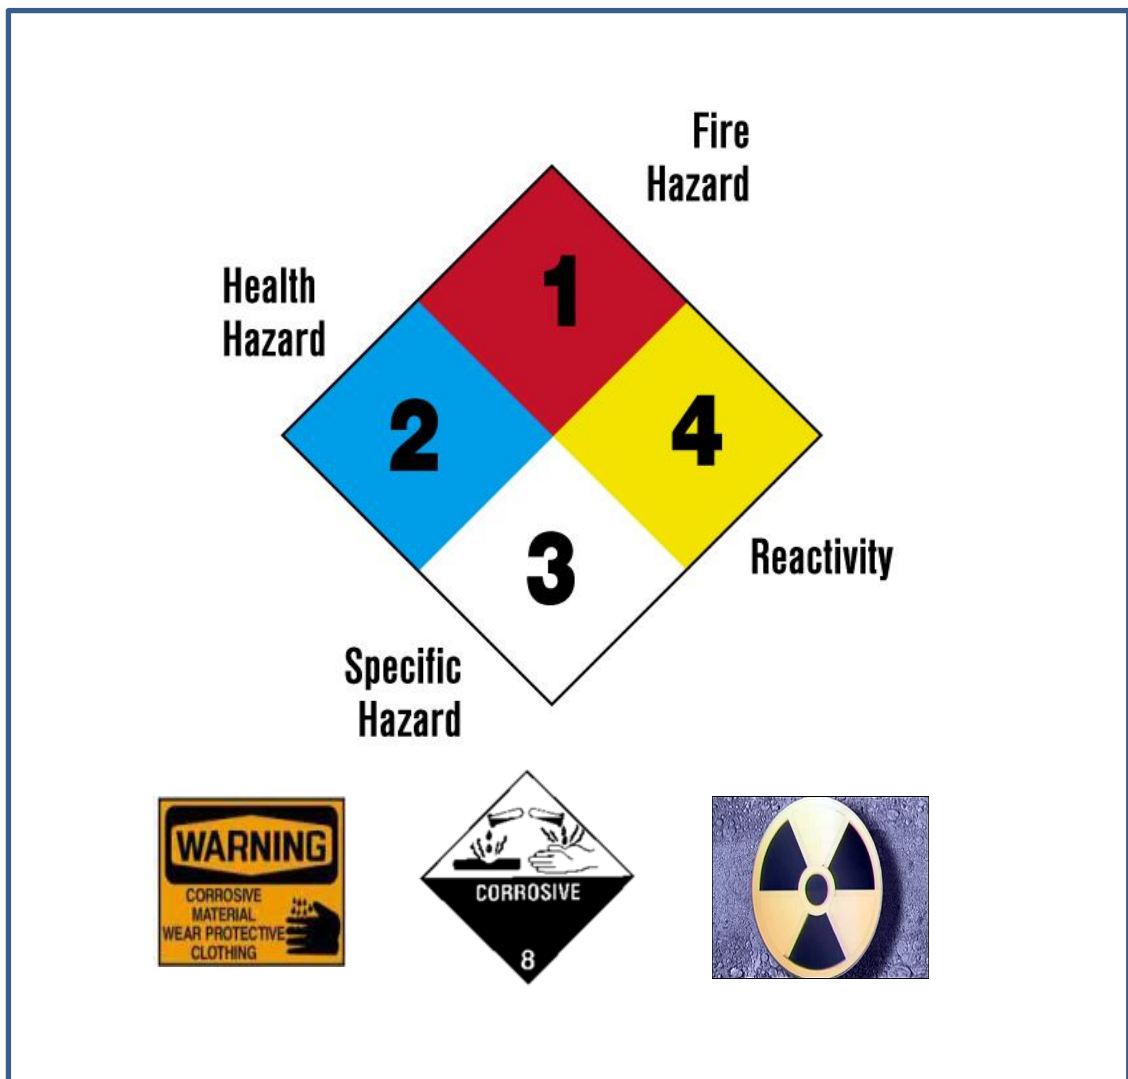 Fire
Hazard
Health
Hazard
1
2
4
3
Reactivity
Specific
Hazard
WARNING
CORROSIVE
MATERIAL
WEAR PROTECTIVE
CLOTHING
CORROSIVE
8